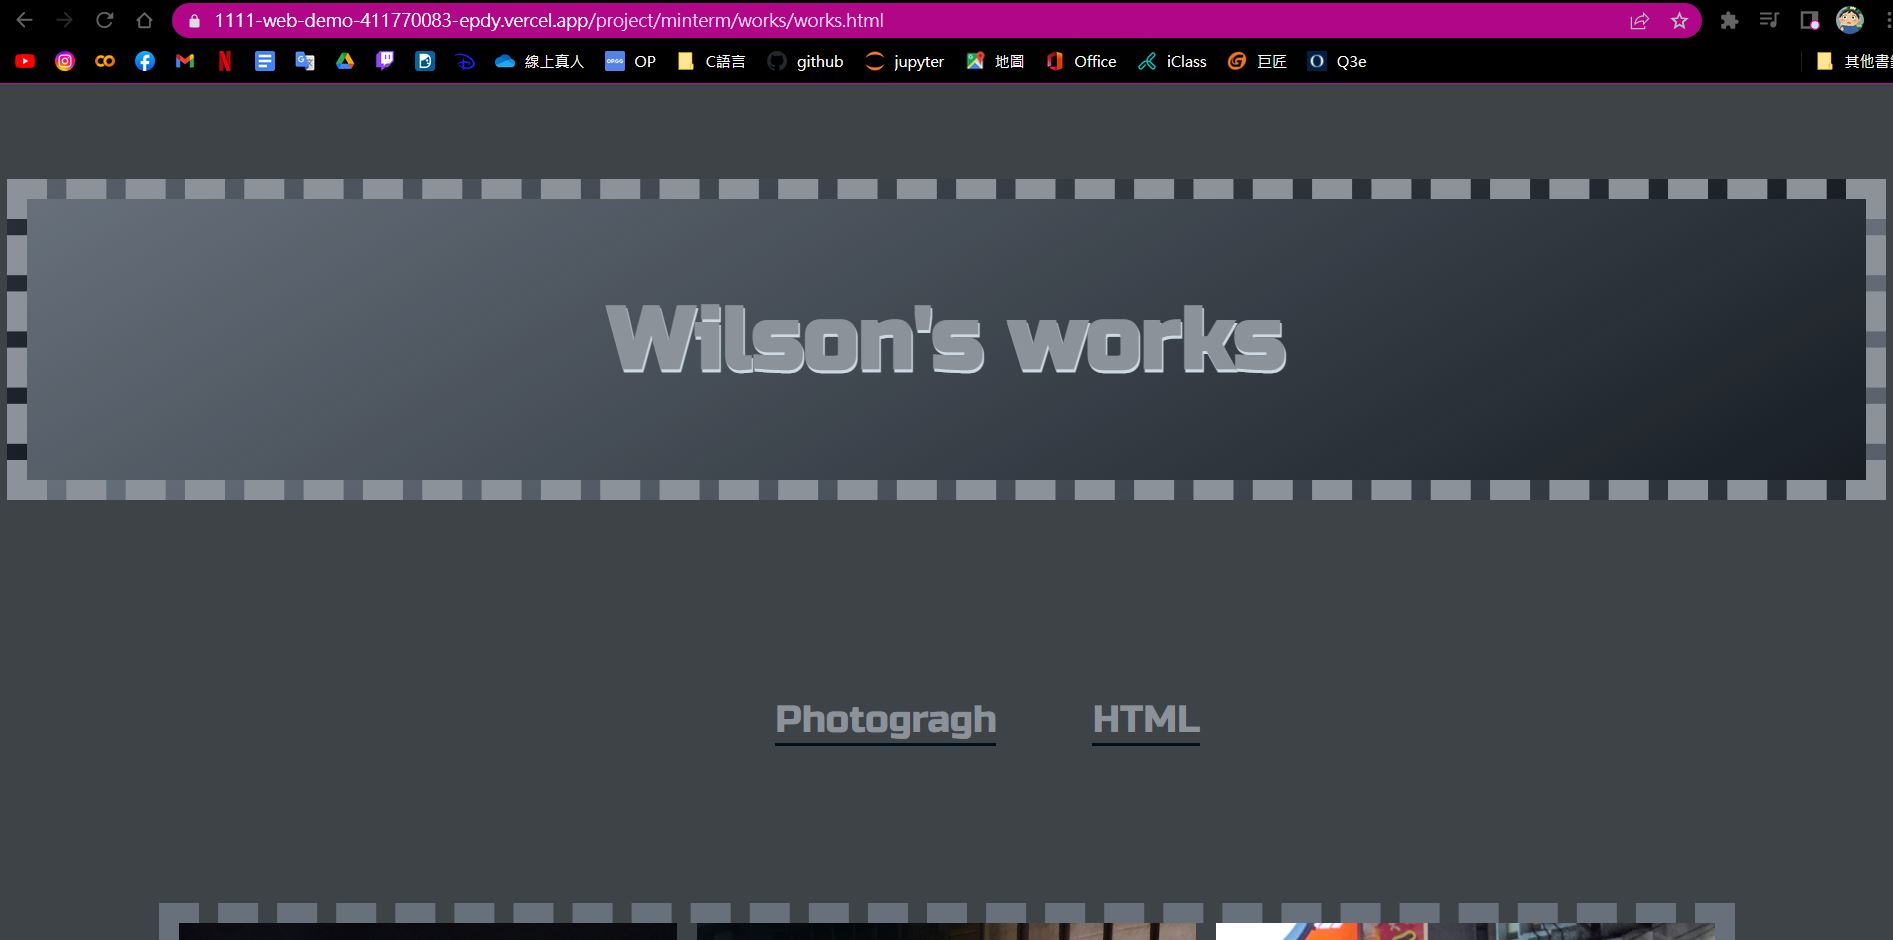 1111-web-demo-411770083-epdy.vercel.app/project/minterm/works/works.html
線上真人 OP C語言 github jupyter 地圖 Office iClass 巨匠 Q3e 其他書
Wilson's works
Photogragh HTML